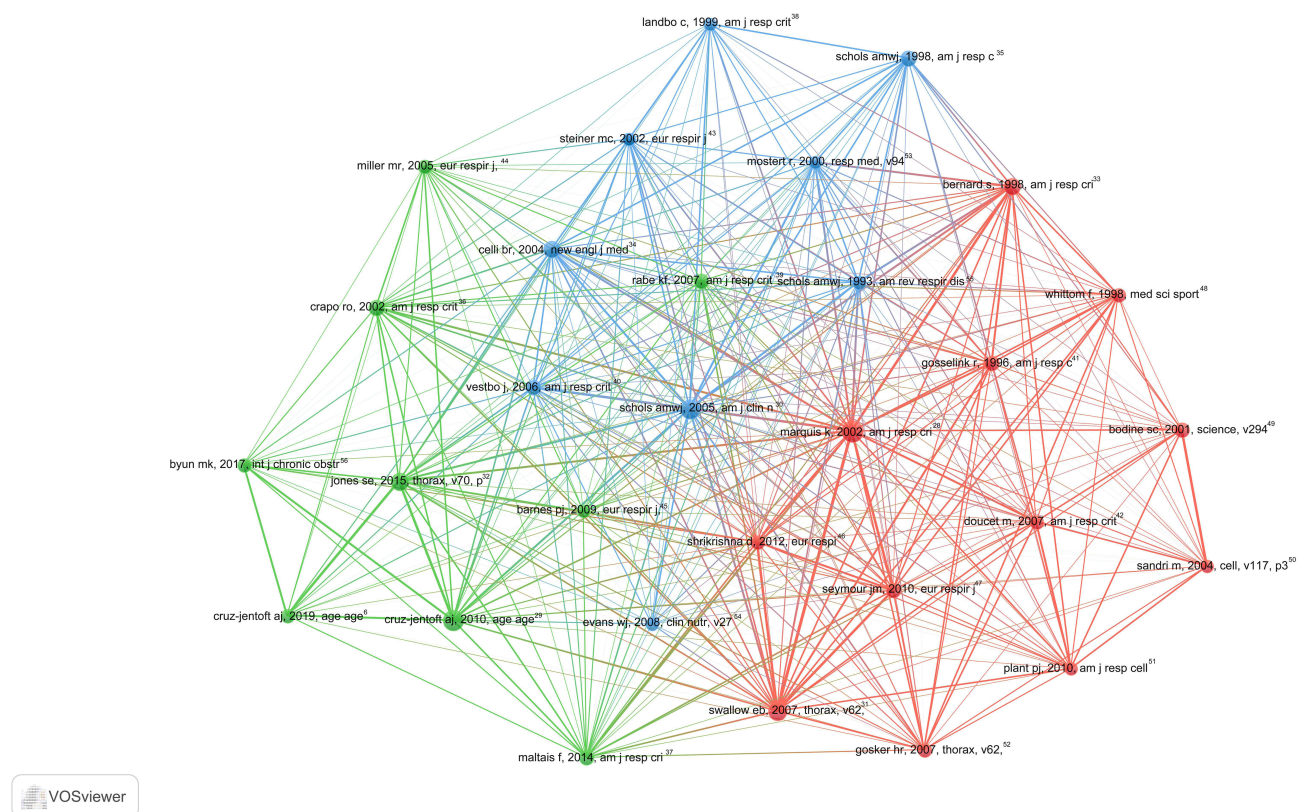 landbo c, 1999, am j resp crit38
schols amwj, 1998, am j resp c 35
steiner mc, 2002, eur respir j43
miller mr, 2005, eur respir j, 44
mostert r, 2000, resp med, v9453
bernard s, 1998, am j resp cri33
celli br, 2004, new engl j med34
rabe kf, 2007, am j resp crit39
schols amwj, 1993, am rev respir dis55
whittom f, 1998, med sci sport48
crapo ro, 2002, am j resp crit36
gosselink r, 1996, am j resp c41
vestbo j, 2006, am j resp crit40
schols amwj, 2005, am j clin n30
marquis k, 2002, am j resp cri28
bodine sc, 2001, science, v29449
byun mk, 2017, int j chronic obstr56
jones se, 2015, thorax, v70, p32
barnes pj, 2009, eur respir j,45
doucet m, 2007, am j resp crit42
shrikrishna d, 2012, eur respi46
sandri m, 2004, cell, v117, p350
seymour jm, 2010, eur respir j47
cruz-jentoft aj, 2019, age age6
cruz-jentoft aj, 2010, age age29
evans wj, 2008, clin nutr, v2754
plant pj, 2010, am j resp cell51
swallow eb, 2007, thorax, v62,31
gosker hr, 2007, thorax, v62,52
maltais f, 2014, am j resp cri 37
VOSviewer